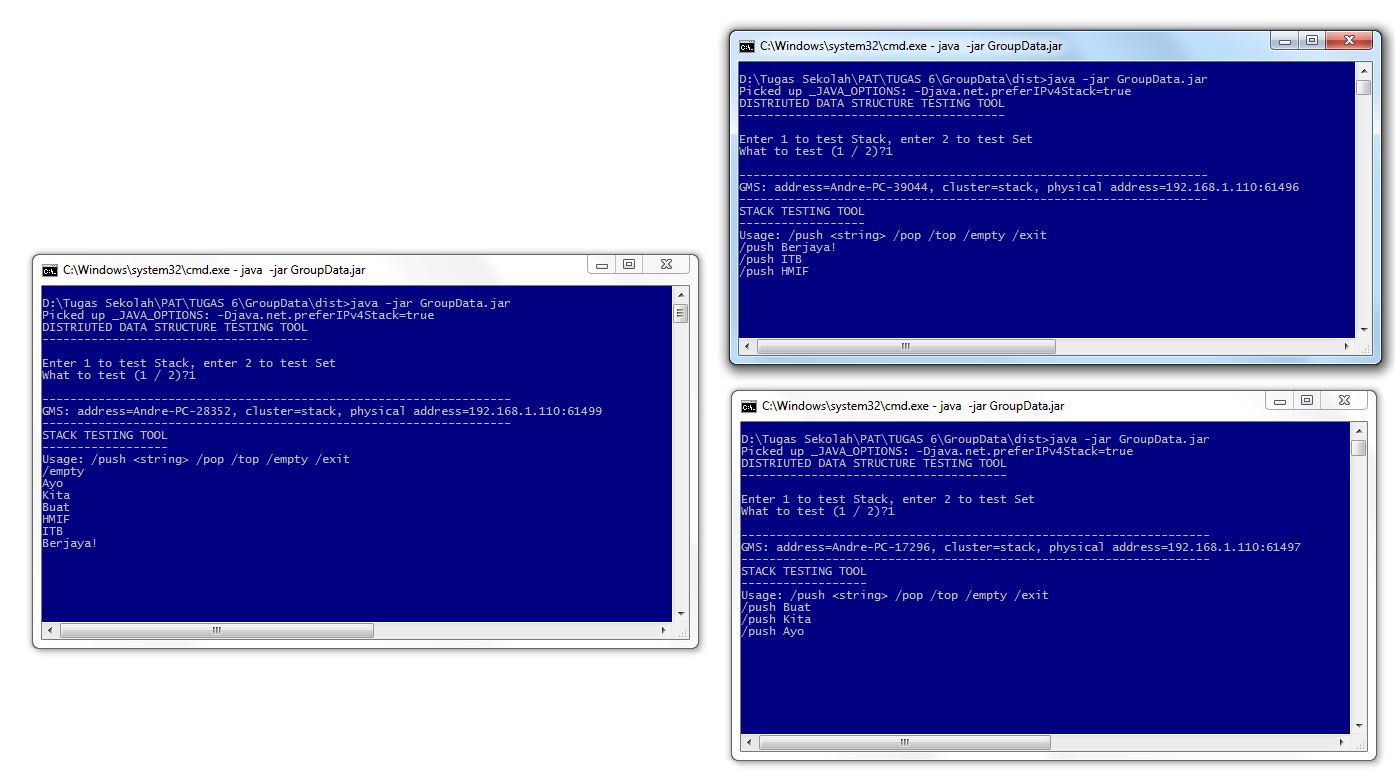 C:\Windows\system32\cmd.exe - java  -jar GroupData.jar
D:\Tugas Sekolah\PAT\TUGAS 6\GroupData\dist>java -jar GroupData.jar
Picked up _JAVA_OPTIONS: -Djava.net.preferIPv4Stack=true
DISTRIUTED DATA STRUCTURE TESTING TOOL
--------------------------------------
Enter 1 to test Stack, enter 2 to test Set
What to test (1 / 2)?1
-------------------------------------------------------------------
GMS: address=Andre-PC-28352, cluster=stack, physical address=192.168.1.110:61499
-------------------------------------------------------------------
STACK TESTING TOOL
------------------
Usage: /push <string> /pop /top /empty /exit
/empty
Ayo
Kita
Buat
HMIF
ITB
Berjaya!
C:\Windows\system32\cmd.exe - java  -jar GroupData.jar
D:\Tugas Sekolah\PAT\TUGAS 6\GroupData\dist>java -jar GroupData.jar
Picked up _JAVA_OPTIONS: -Djava.net.preferIPv4Stack=true
DISTRIUTED DATA STRUCTURE TESTING TOOL
--------------------------------------
Enter 1 to test Stack, enter 2 to test Set
What to test (1 / 2)?1
-------------------------------------------------------------------
GMS: address=Andre-PC-39044, cluster=stack, physical address=192.168.1.110:61496
-------------------------------------------------------------------
STACK TESTING TOOL
------------------
Usage: /push <string> /pop /top /empty /exit
/push Berjaya!
/push ITB
/push HMIF
C:\Windows\system32\cmd.exe - java  -jar GroupData.jar
D:\Tugas Sekolah\PAT\TUGAS 6\GroupData\dist>java -jar GroupData.jar
Picked up _JAVA_OPTIONS: -Djava.net.preferIPv4Stack=true
DISTRIUTED DATA STRUCTURE TESTING TOOL
--------------------------------------
Enter 1 to test Stack, enter 2 to test Set
What to test (1 / 2)?1
-------------------------------------------------------------------
GMS: address=Andre-PC-17296, cluster=stack, physical address=192.168.1.110:61497
-------------------------------------------------------------------
STACK TESTING TOOL
------------------
Usage: /push <string> /pop /top /empty /exit
/push Buat
/push Kita
/push Ayo